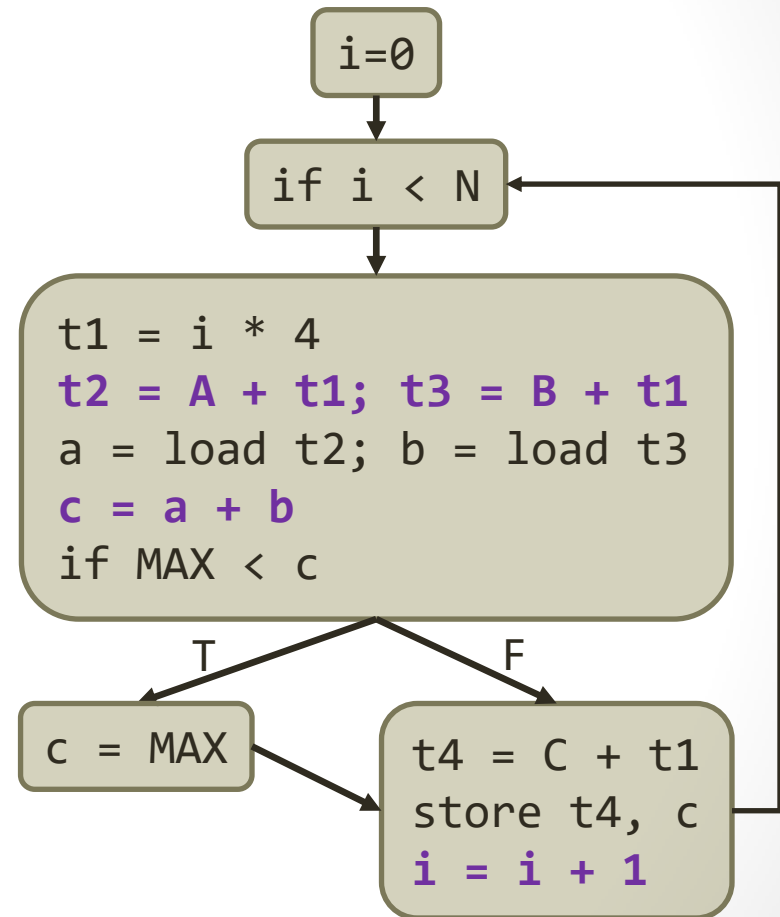 i=0
if i < N
t1 = i * 4
t2 = A + t1; t3 = B + t1
a = load t2; b = load t3
c = a + b
if MAX < c
T
F
c = MAX
t4 = C + t1
store t4, c
i = i + 1